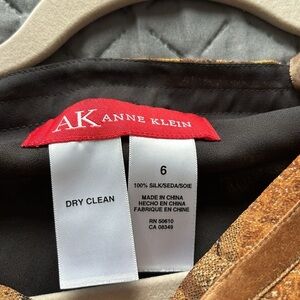 AK ANNE KLEIN
DRY CLEAN
6
100% SILK/SEDA/SOIE
MADE IN CHINA
HECHO EN CHINA
FABRIQUE EN CHINE
RN 50610
CA 08349